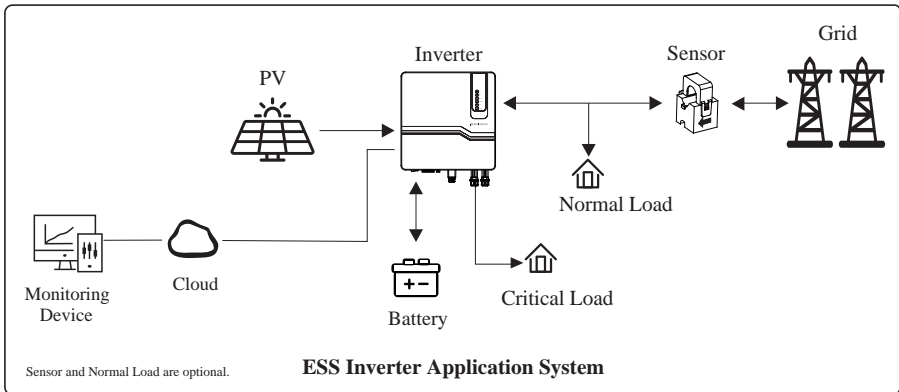 Grid
Sensor
Inverter
PV
Normal Load
Cloud
Critical Load
Monitoring
Device
Battery
+ -
Sensor and Normal Load are optional.
ESS Inverter Application System